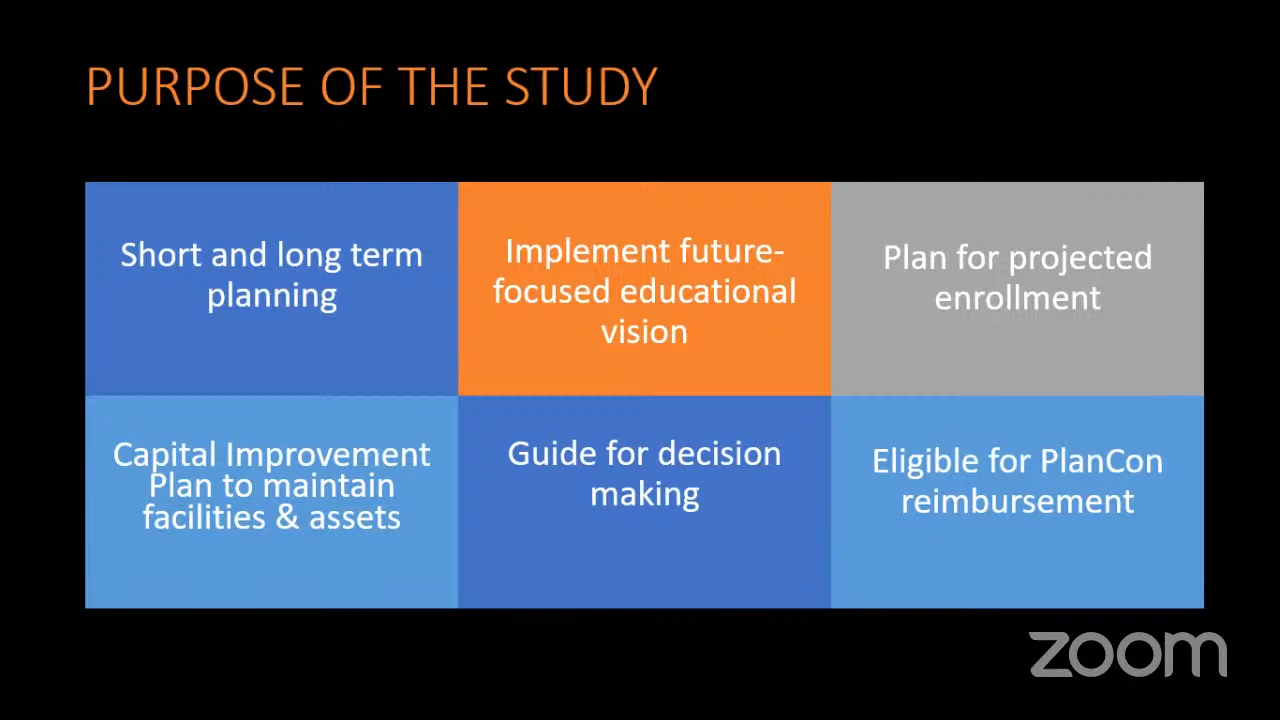 PURPOSE OF THE STUDY
Short and long term
planning
Implement future-
focused educational
vision
Plan for projected
enrollment
Capital Improvement
Plan to maintain
facilities & assets
Guide for decision
making
Eligible for PlanCon
reimbursement
zoom